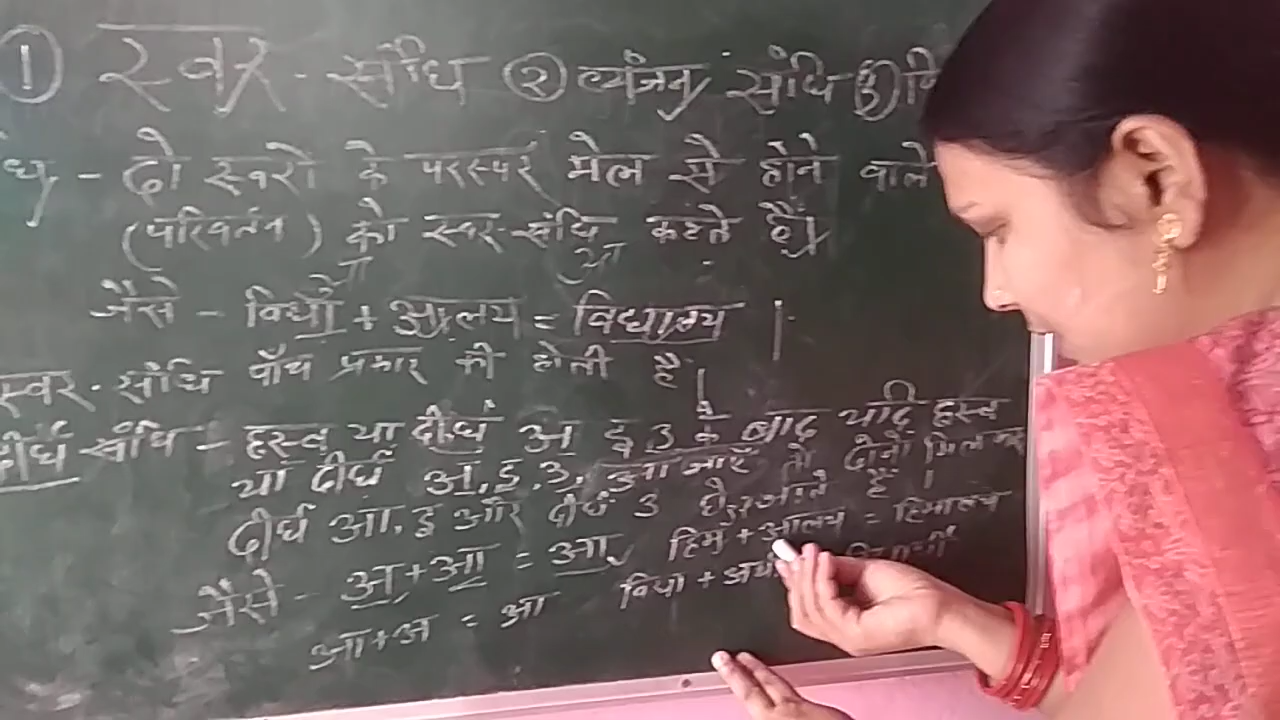 ① स्वर - संधि ② व्यंजन संधि ③ वि
दो स्वरो के परस्पर मेल से होने वाले
(परिवर्तन) को स्वर-संधि कहते हैं।
आ
जैसे - विद्या + आलय = विद्यालय |
स्वर - संधि पाँच प्रकार की होती है |
दीर्घ संधि - ह्रस्व या दीर्घ अ इ उ के बाद यदि ह्रस्व
या दीर्घ अ, इ, उ, आ जाएँ तो दोनो मिलकर
दीर्घ आ, इ और दीर्घ उ हो जाते हैं ।
जैसे - अ + आ = आ हिम + आलय = हिमालय
आ + अ = आ विद्या +